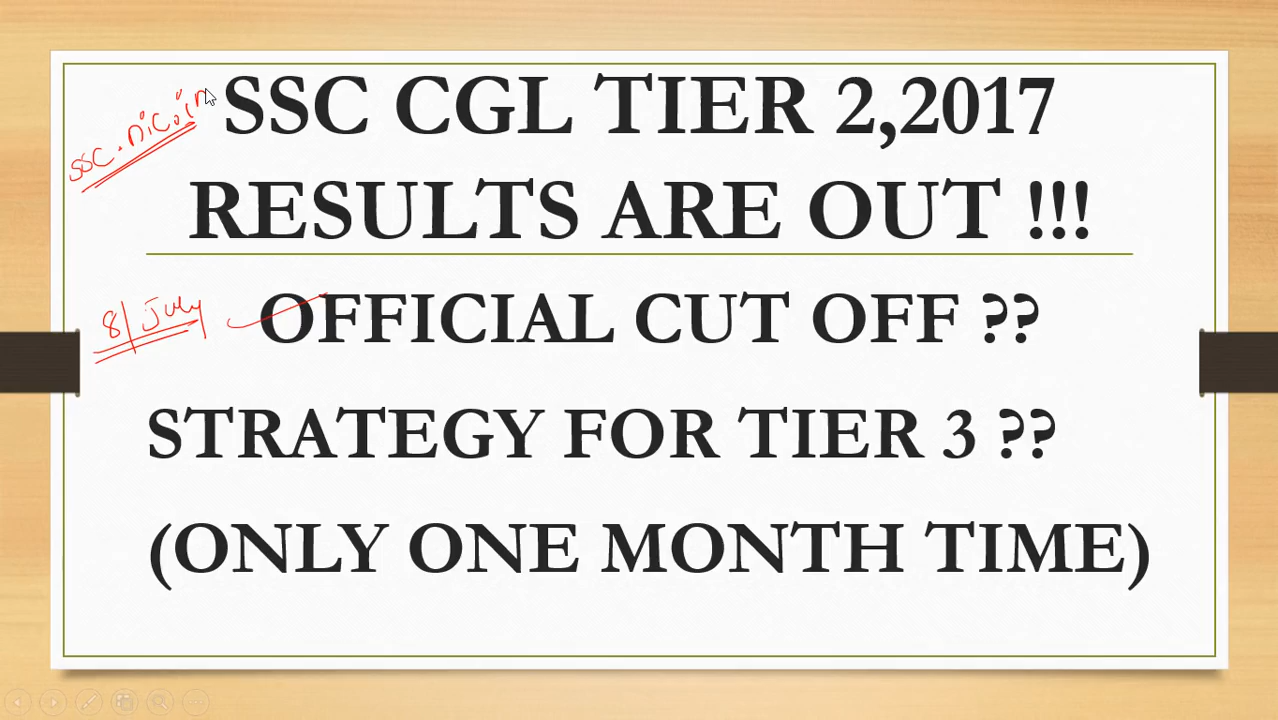 SSC CGL TIER 2,2017
ssc.nic.in
RESULTS ARE OUT !!!
8/July
OFFICIAL CUT OFF ??
STRATEGY FOR TIER 3 ??
(ONLY ONE MONTH TIME)